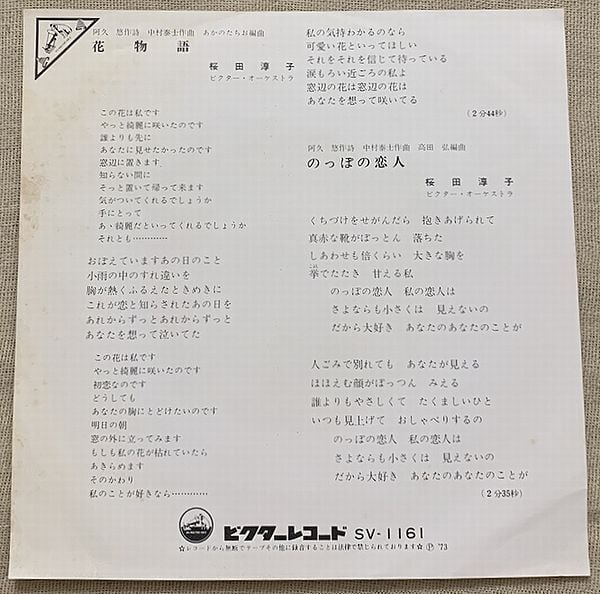 阿久 悠作詩 中村泰士作曲 あかのたちお編曲
花物語
桜田淳子
ビクター・オーケストラ
この花は私です
やっと綺麗に咲いたのです
誰よりも先に
あなたに見せたかったのです
窓辺に置きます
知らない間に
そっと置いて帰って来ます
気がついてくれるでしょうか
手にとって
あゝ綺麗だといってくれるでしょうか
それとも…………
おぼえていますあの日のこと
小雨の中のすれ違いを
胸が熱くふるえたときめきに
これが恋と知らされたあの日を
あれからずっとあれからずっと
あなたを想って泣いてた
この花は私です
やっと綺麗に咲いたのです
初恋なのです
どうしても
あなたの胸にとどけたいのです
明日の朝
窓の外に立ってみます
もしも私の花が枯れていたら
あきらめます
そのかわり
私のことが好きなら…………
私の気持わかるのなら
可愛い花といってほしい
それをそれを信じて待っている
涙もろい近ごろの私よ
窓辺の花は窓辺の花は
あなたを想って咲いてる
(2分44秒)
阿久 悠作詩 中村泰士作曲 高田 弘編曲
のっぽの恋人
桜田淳子
ビクター・オーケストラ
くちづけをせがんだら 抱きあげられて
真赤な靴がぽっとん 落ちた
しあわせも倍くらい 大きな胸を
拳でたたき 甘える私
のっぽの恋人 私の恋人は
さよならも小さくは 見えないの
だから大好き あなたのあなたのことが
人ごみで別れても あなたが見える
ほほえむ顔がぽっつん みえる
誰よりもやさしくて たくましいひと
いつも見上げて おしゃべりするの
のっぽの恋人 私の恋人は
さよならも小さくは 見えないの
だから大好き あなたのあなたのことが
(2分35秒)
ビクターレコード SV-1161
☆レコードから無断でテープその他に録音することは法律で禁じられております☆ Ⓟ '73